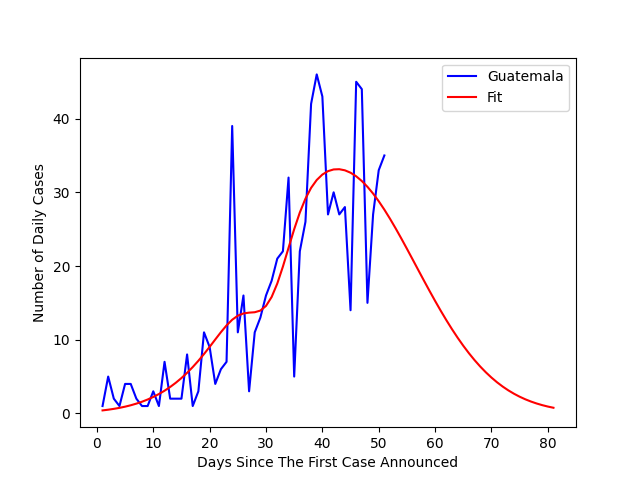 Guatemala
Fit
40
30
20
10
0
Number of Daily Cases
0 10 20 30 40 50 60 70 80
Days Since The First Case Announced